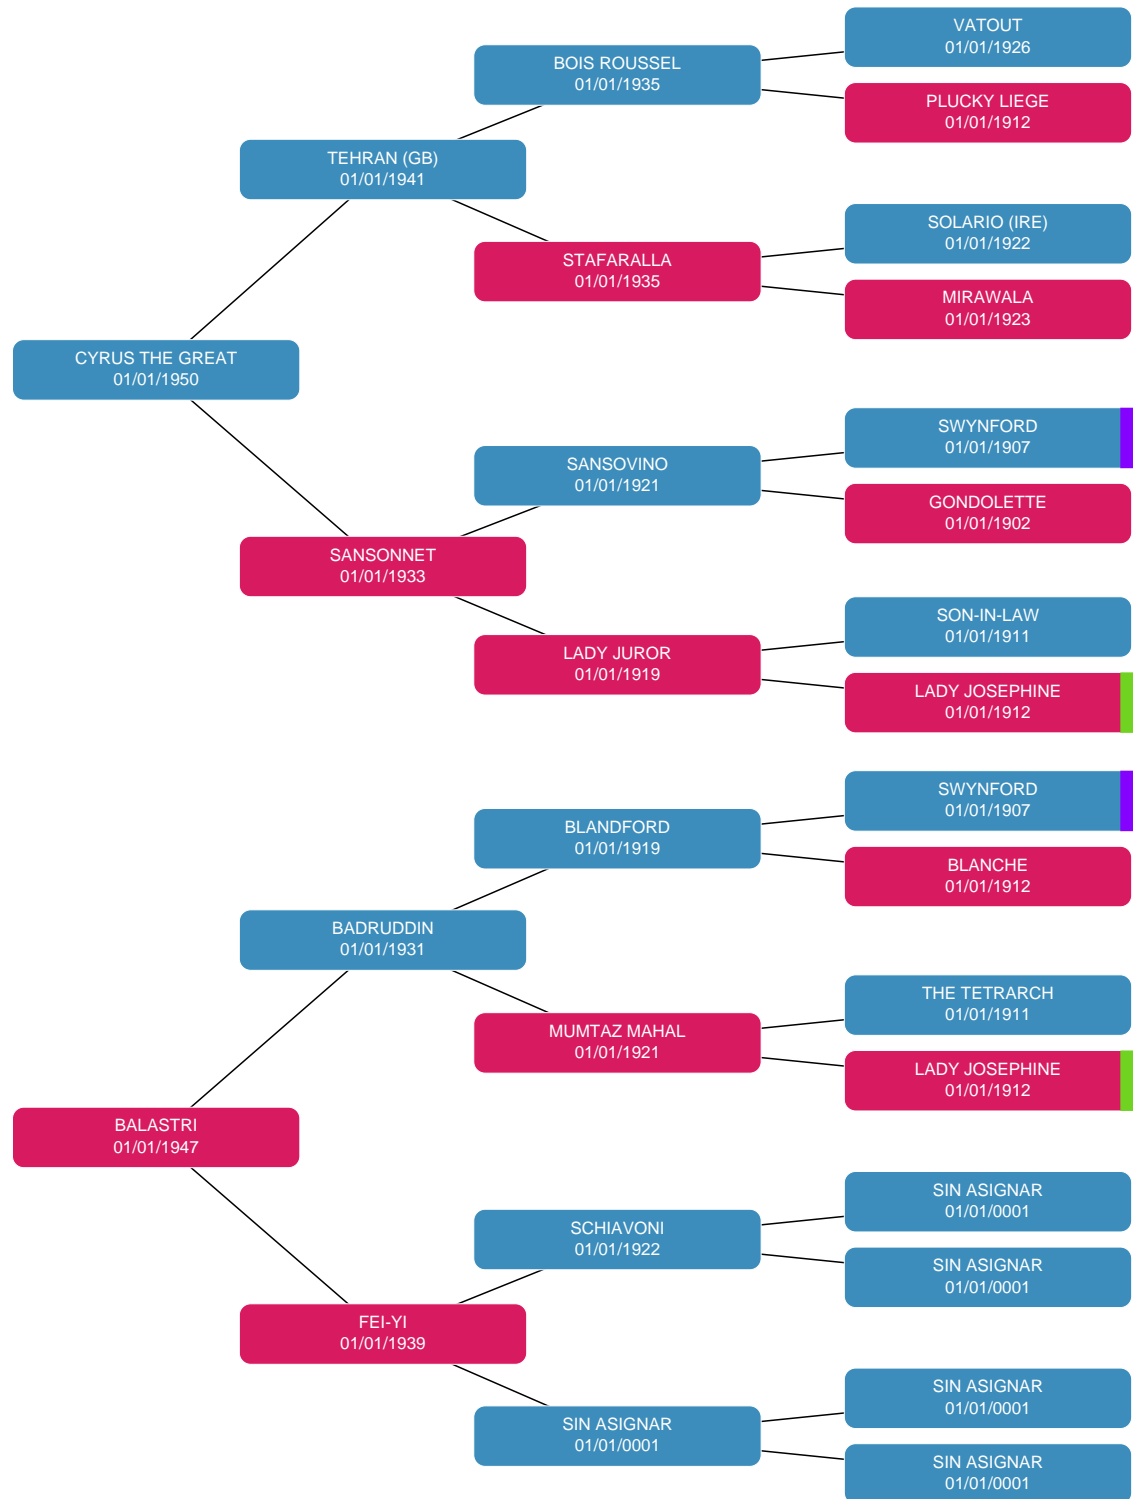 VATOUT
01/01/1926
BOIS ROUSSEL
01/01/1935
PLUCKY LIEGE
01/01/1912
TEHRAN (GB)
01/01/1941
SOLARIO (IRE)
01/01/1922
STAFARALLA
01/01/1935
MIRAWALA
01/01/1923
CYRUS THE GREAT
01/01/1950
SWYNFORD
01/01/1907
SANSOVINO
01/01/1921
GONDOLETTE
01/01/1902
SANSONNET
01/01/1933
SON-IN-LAW
01/01/1911
LADY JUROR
01/01/1919
LADY JOSEPHINE
01/01/1912
SWYNFORD
01/01/1907
BLANDFORD
01/01/1919
BLANCHE
01/01/1912
BADRUDDIN
01/01/1931
THE TETRARCH
01/01/1911
MUMTAZ MAHAL
01/01/1921
LADY JOSEPHINE
01/01/1912
BALASTRI
01/01/1947
SIN ASIGNAR
01/01/0001
SCHIAVONI
01/01/1922
SIN ASIGNAR
01/01/0001
FEI-YI
01/01/1939
SIN ASIGNAR
01/01/0001
SIN ASIGNAR
01/01/0001
SIN ASIGNAR
01/01/0001